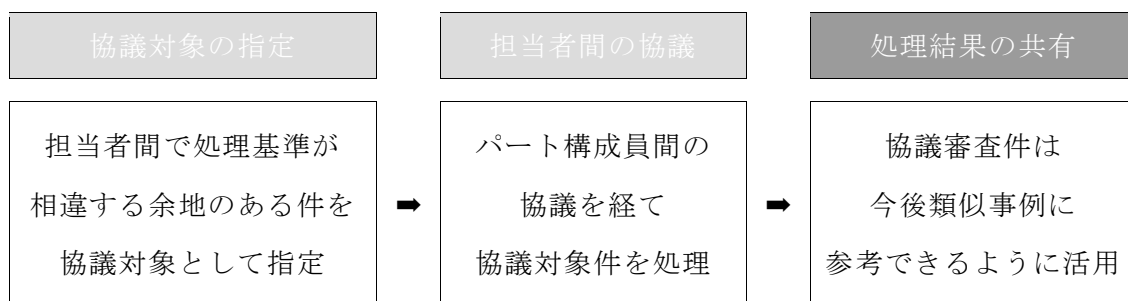 協議対象の指定
担当者間の協議
処理結果の共有
担当者間で処理基準が
相違する余地のある件を
協議対象として指定
➡
パート構成員間の
協議を経て
協議対象件を処理
➡
協議審査件は
今後類似事例に
参考できるように活用